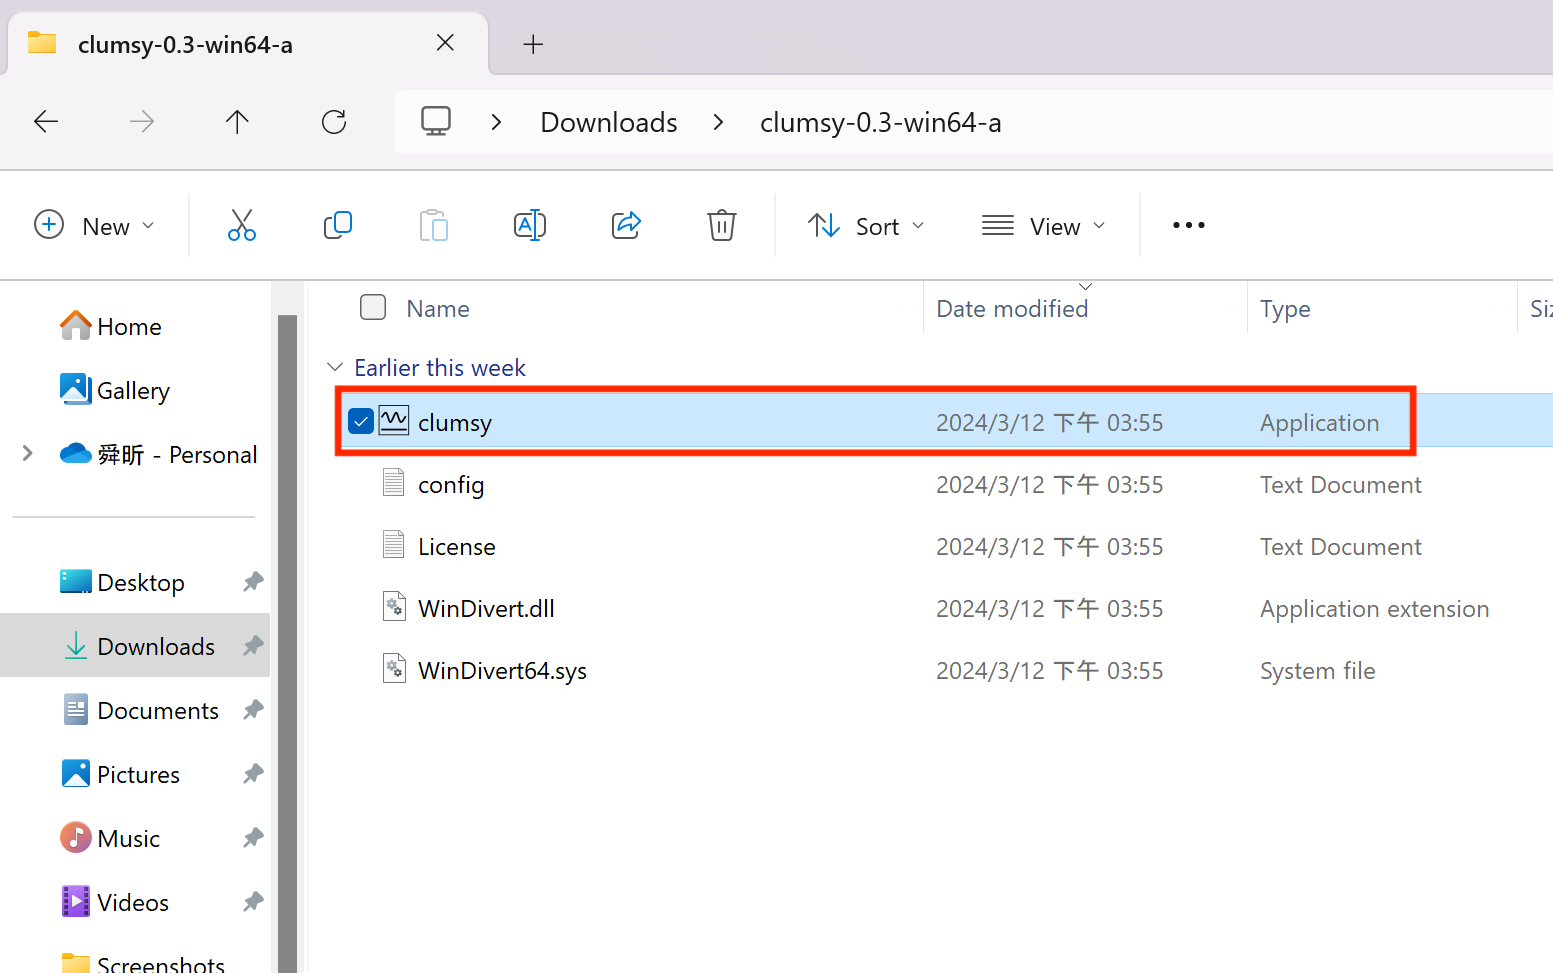 clumsy-0.3-win64-a
Downloads
clumsy-0.3-win64-a
New
Sort
View
Home
Gallery
舜昕 - Personal
Desktop
Downloads
Documents
Pictures
Music
Videos
Screenshots
Name Date modified Type Siz
Earlier this week
clumsy 2024/3/12 下午 03:55 Application
config 2024/3/12 下午 03:55 Text Document
License 2024/3/12 下午 03:55 Text Document
WinDivert.dll 2024/3/12 下午 03:55 Application extension
WinDivert64.sys 2024/3/12 下午 03:55 System file